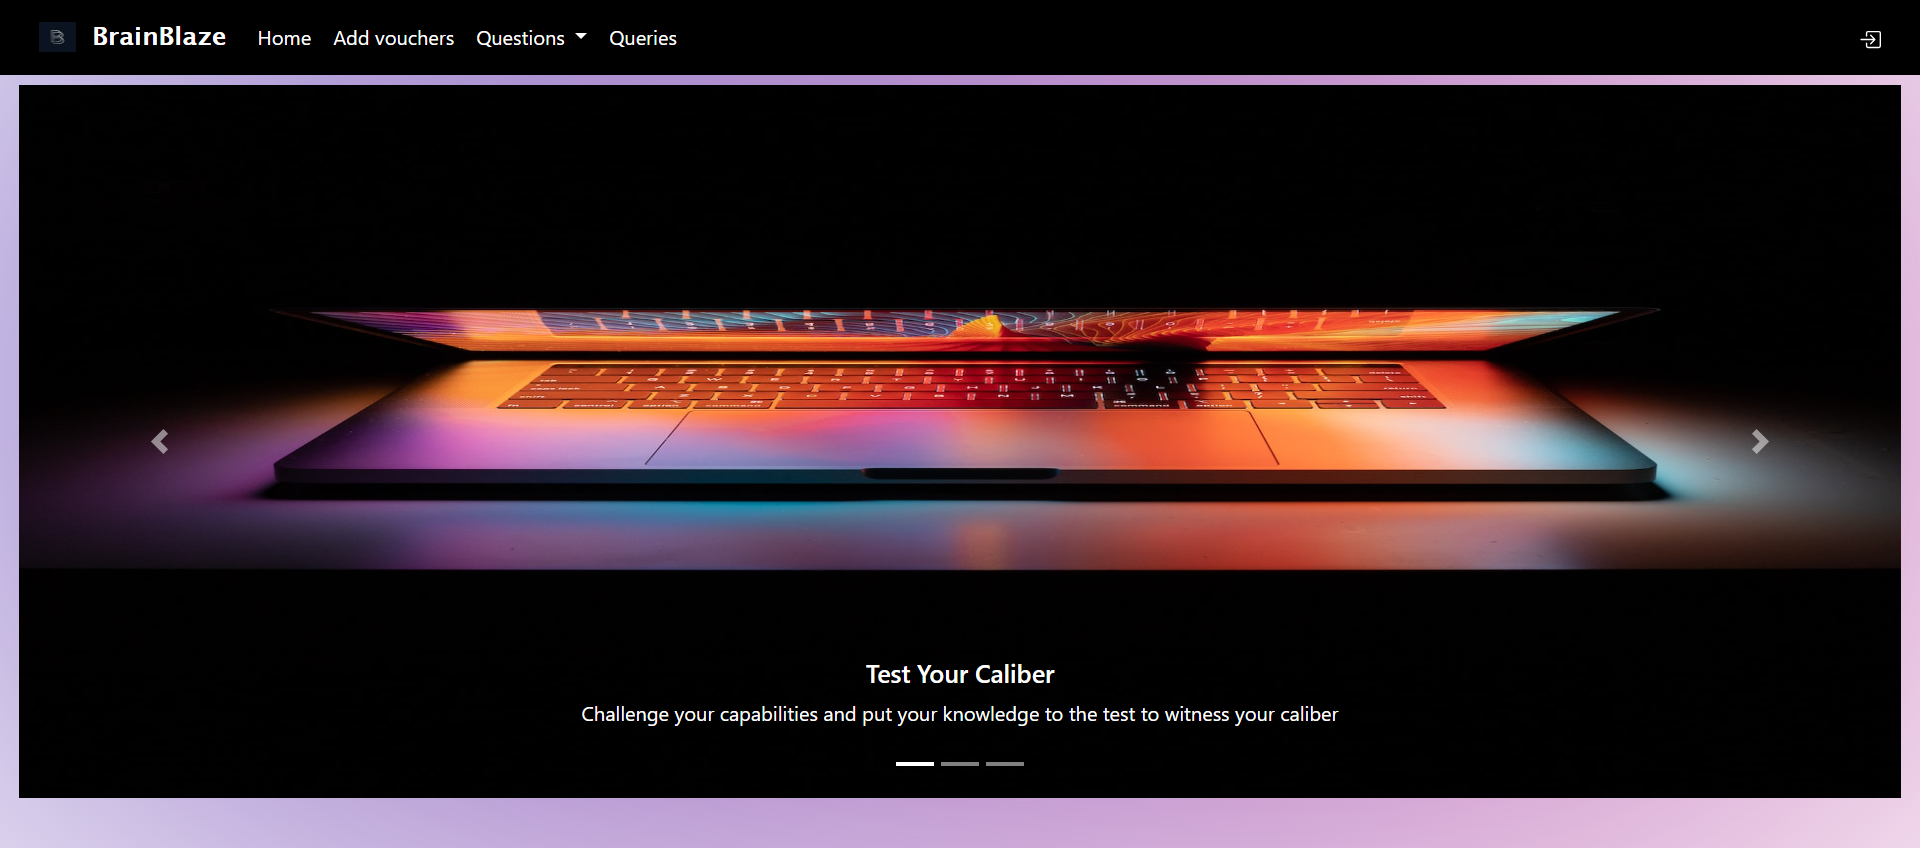 B BrainBlaze Home Add vouchers Questions Queries
Test Your Caliber
Challenge your capabilities and put your knowledge to the test to witness your caliber